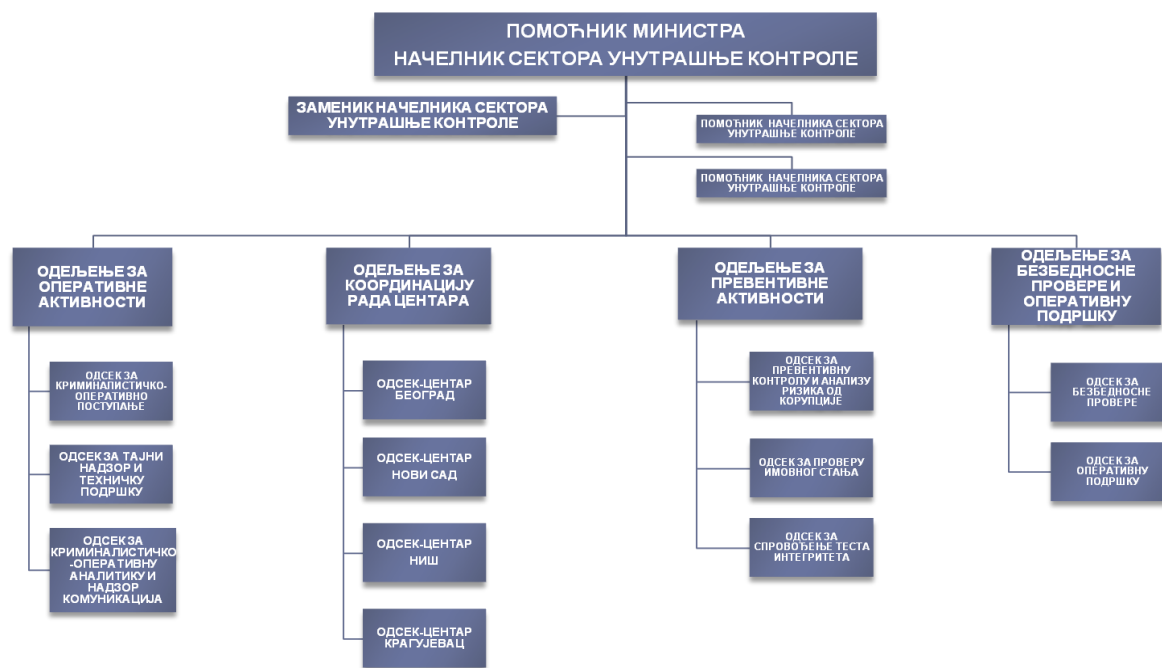 ПОМОЋНИК МИНИСТРА
НАЧЕЛНИК СЕКТОРА УНУТРАШЊЕ КОНТРОЛЕ
ЗАМЕНИК НАЧЕЛНИКА СЕКТОРА
УНУТРАШЊЕ КОНТРОЛЕ
ПОМОЋНИК НАЧЕЛНИКА СЕКТОРА
УНУТРАШЊЕ КОНТРОЛЕ
ПОМОЋНИК НАЧЕЛНИКА СЕКТОРА
УНУТРАШЊЕ КОНТРОЛЕ
ОДЕЉЕЊЕ ЗА
ОПЕРАТИВНЕ
АКТИВНОСТИ
ОДСЕК ЗА
КРИМИНАЛИСТИЧКО-
ОПЕРАТИВНО
ПОСТУПАЊЕ
ОДСЕК ЗА ТАЈНИ
НАДЗОР И
ТЕХНИЧКУ
ПОДРШКУ
ОДСЕК ЗА
КРИМИНАЛИСТИЧКО
-ОПЕРАТИВНУ
АНАЛИТИКУ И
НАДЗОР
КОМУНИКАЦИЈА
ОДЕЉЕЊЕ ЗА
КООРДИНАЦИЈУ
РАДА ЦЕНТАРА
ОДСЕК-ЦЕНТАР
БЕОГРАД
ОДСЕК-ЦЕНТАР
НОВИ САД
ОДСЕК-ЦЕНТАР
НИШ
ОДСЕК-ЦЕНТАР
КРАГУЈЕВАЦ
ОДЕЉЕЊЕ ЗА
ПРЕВЕНТИВНЕ
АКТИВНОСТИ
ОДСЕК ЗА
ПРЕВЕНТИВНУ
КОНТРОЛУ И АНАЛИЗУ
РИЗИКА ОД
КОРУПЦИЈЕ
ОДСЕК ЗА ПРОВЕРУ
ИМОВНОГ СТАЊА
ОДСЕК ЗА
СПРОВОЂЕЊЕ ТЕСТА
ИНТЕГРИТЕТА
ОДЕЉЕЊЕ ЗА
БЕЗБЕДНОСНЕ
ПРОВЕРЕ И
ОПЕРАТИВНУ
ПОДРШКУ
ОДСЕК ЗА
БЕЗБЕДНОСНЕ
ПРОВЕРЕ
ОДСЕК ЗА
ОПЕРАТИВНУ
ПОДРШКУ